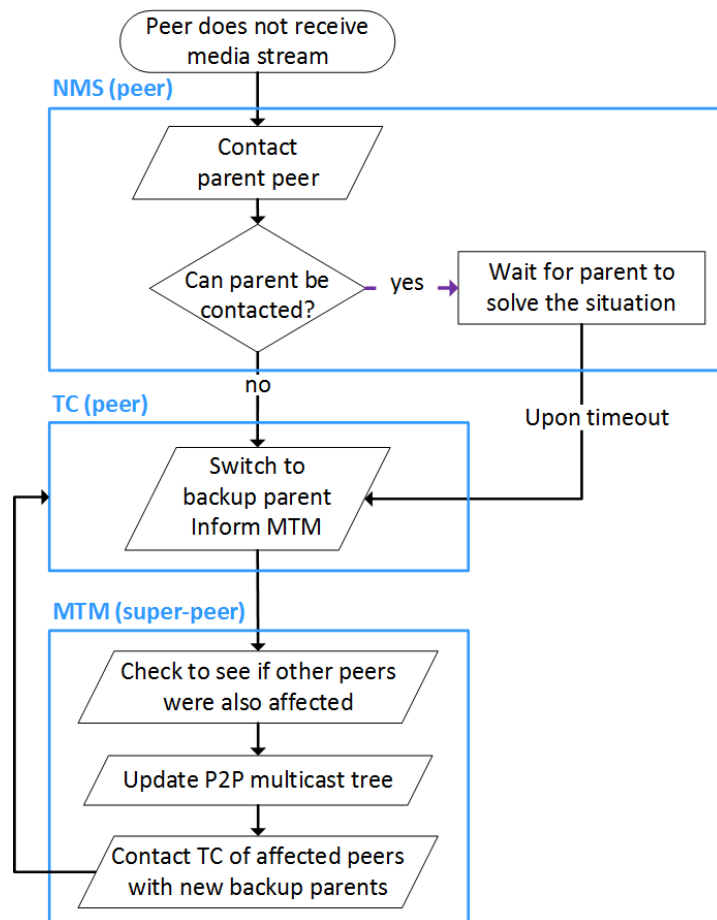 Peer does not receive
media stream
NMS (peer)
Contact
parent peer
Can parent be
contacted?
yes
Wait for parent to
solve the situation
no
Upon timeout
TC (peer)
Switch to
backup parent
Inform MTM
MTM (super-peer)
Check to see if other peers
were also affected
Update P2P multicast tree
Contact TC of affected peers
with new backup parents